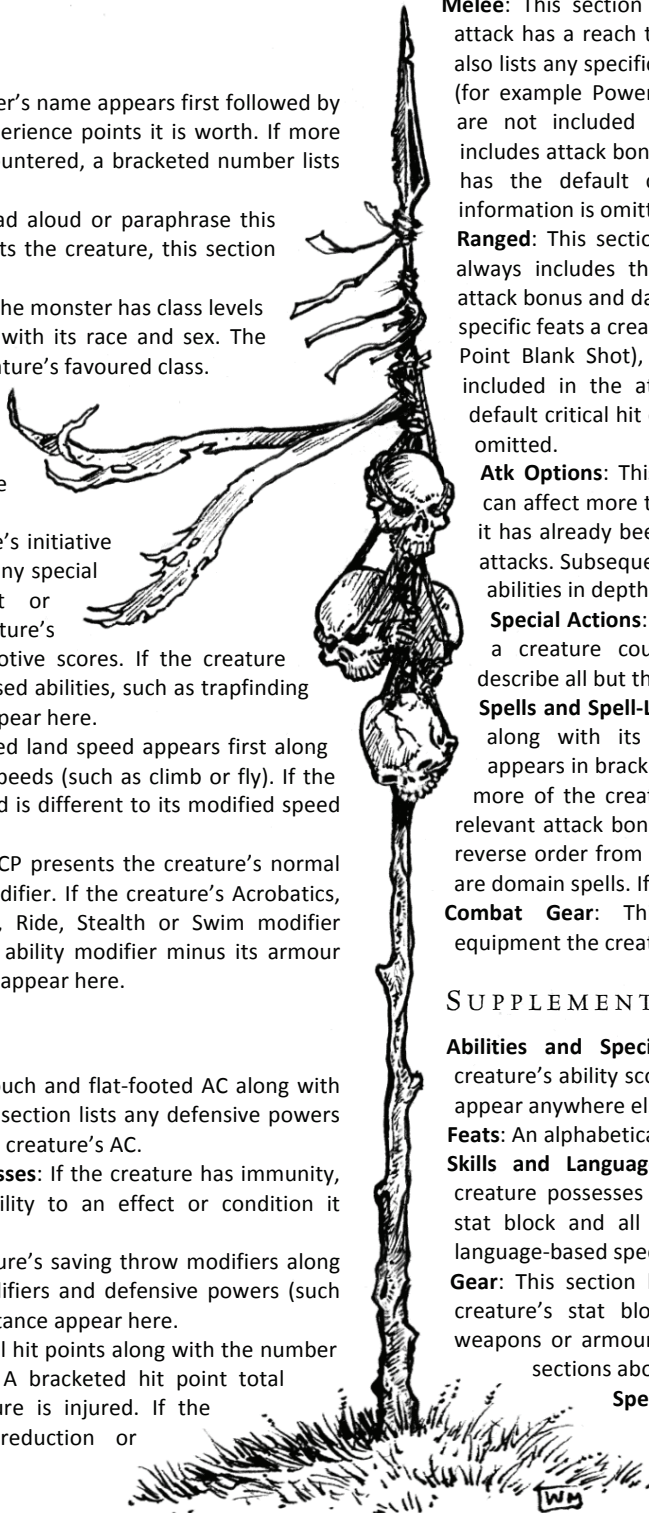 er’s name appears first followed by
erience points it is worth. If more
ountered, a bracketed number lists
ad aloud or paraphrase this
ts the creature, this section
he monster has class levels
with its race and sex. The
ature’s favoured class.
e
e’s initiative
ny special
t or
ture’s
otive scores. If the creature
sed abilities, such as trapfinding
ppear here.
ed land speed appears first along
peeds (such as climb or fly). If the
d is different to its modified speed
CP presents the creature’s normal
difier. If the creature’s Acrobatics,
, Ride, Stealth or Swim modifier
ability modifier minus its armour
appear here.
ouch and flat-footed AC along with
section lists any defensive powers
creature’s AC.
sses: If the creature has immunity,
ility to an effect or condition it
ure’s saving throw modifiers along
difiers and defensive powers (such
tance appear here.
l hit points along with the number
A bracketed hit point total
ure is injured. If the
reduction or
Melee: This section
attack has a reach t
also lists any specific
(for example Power
are not included
includes attack bon
has the default c
information is omitt
Ranged: This sectio
always includes th
attack bonus and da
specific feats a crea
Point Blank Shot),
included in the at
default critical hit
omitted.
Atk Options: This
can affect more t
it has already bee
attacks. Subseque
abilities in depth
Special Actions:
a creature cou
describe all but th
Spells and Spell-L
along with its
appears in brack
more of the creat
relevant attack bon
reverse order from
are domain spells. If
Combat Gear: Th
equipment the creat
SUPPLEMENT
Abilities and Speci
creature’s ability sco
appear anywhere el
Feats: An alphabetica
Skills and Languag
creature possesses
stat block and all
language-based spec
Gear: This section l
creature’s stat blo
weapons or armour
sections abo
Spe
WM